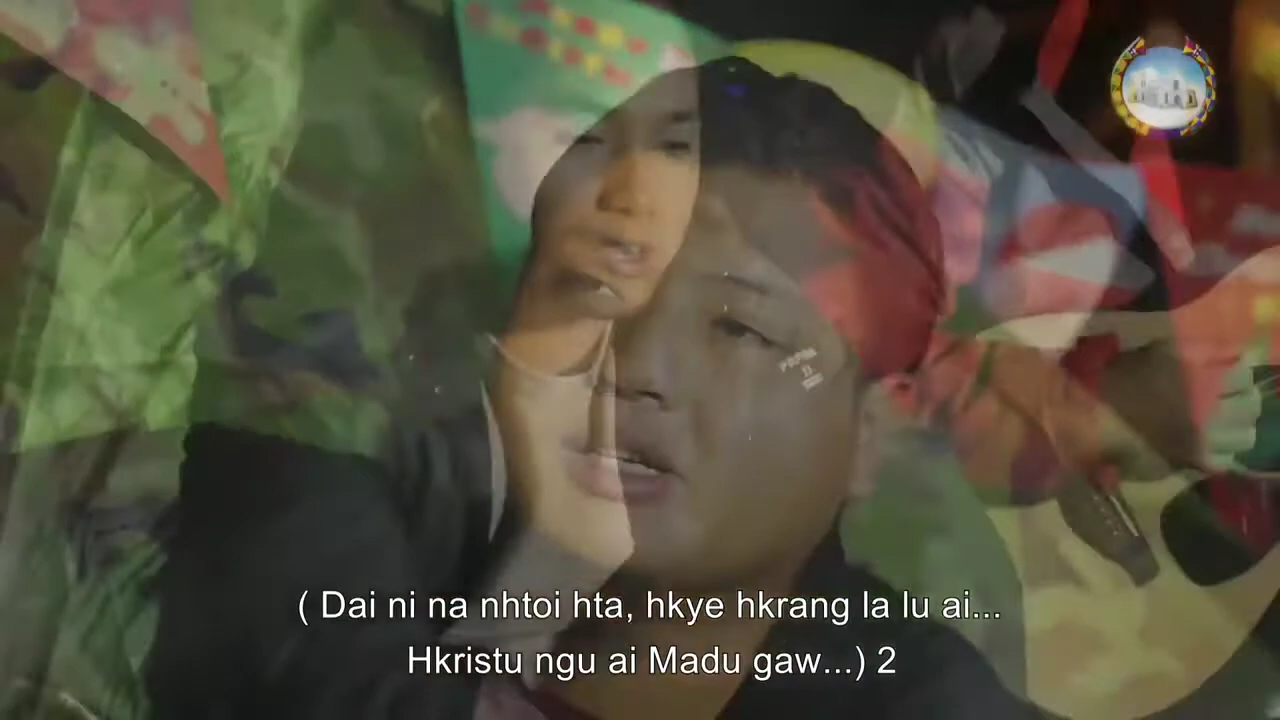 ( Dai ni na nhtoi hta, hkye hkrang la lu ai...
Hkristu ngu ai Madu gaw...) 2